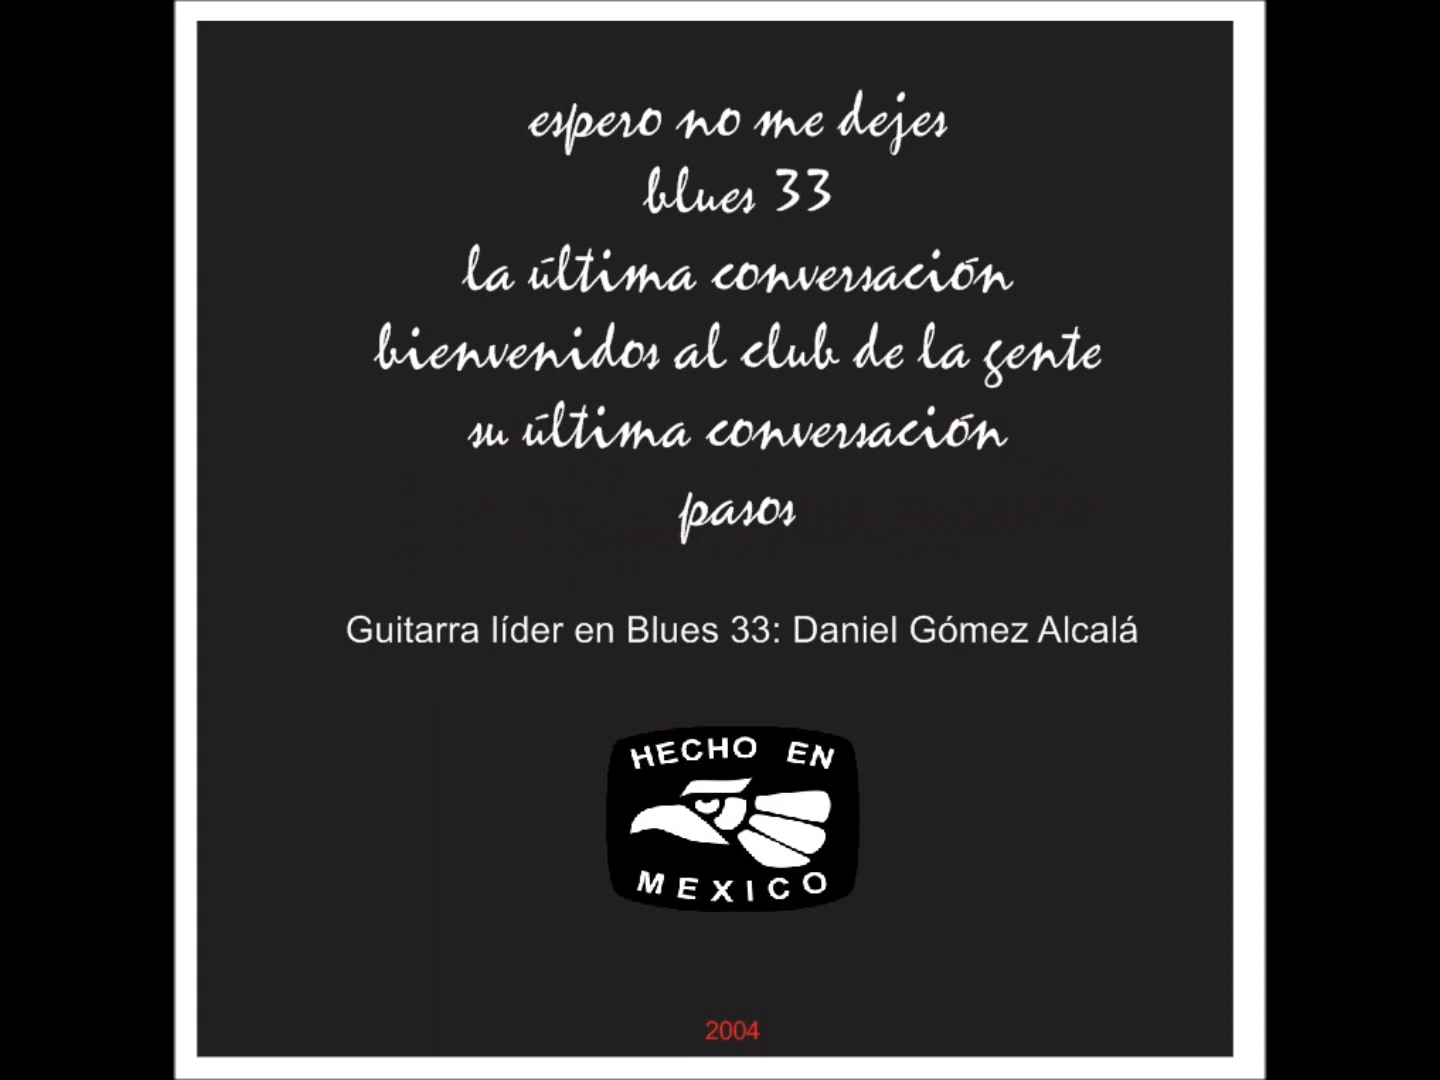 espero no me dejes
blues 33
la última conversación
bienvenidos al club de la gente
su última conversación
pasos
Guitarra líder en Blues 33: Daniel Gómez Alcalá
HECHO EN
MEXICO
2004